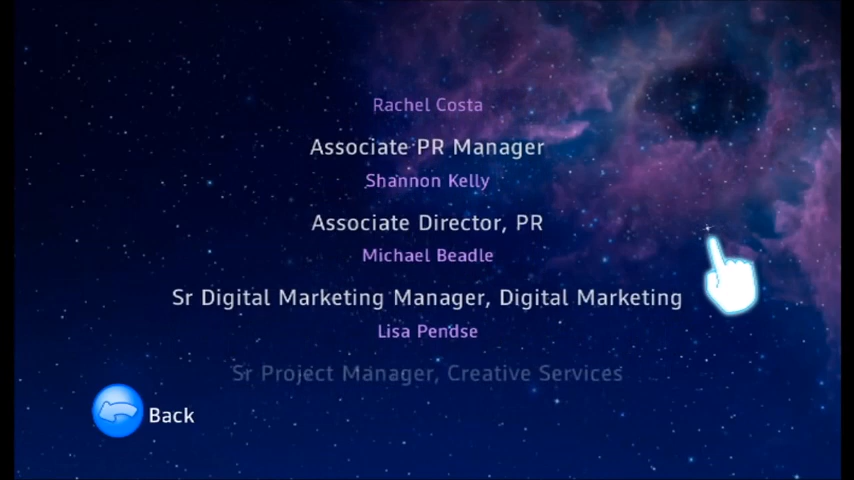 Rachel Costa
Associate PR Manager
Shannon Kelly
Associate Director, PR
Michael Beadle
Sr Digital Marketing Manager, Digital Marketing
Lisa Pendse
Sr Project Manager, Creative Services
Back